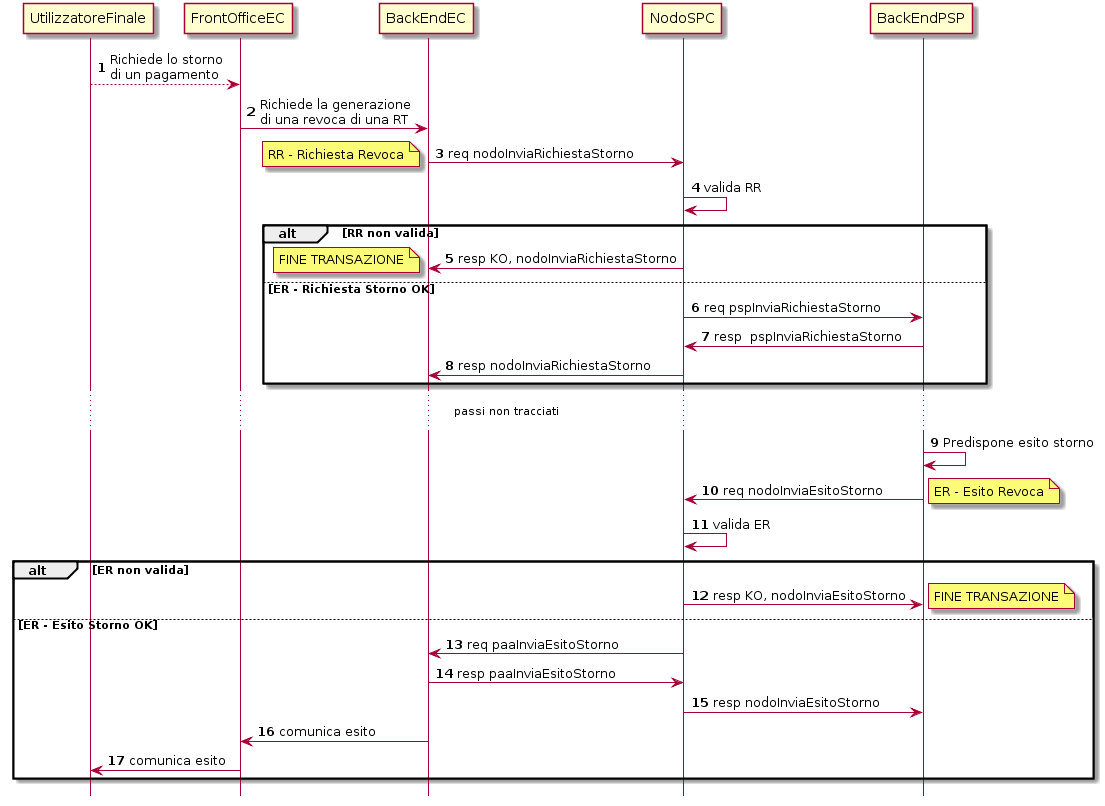 UtilizzatoreFinale
FrontOfficeEC
BackEndEC
NodoSPC
BackEndPSP
1 Richiede lo storno
di un pagamento
2 Richiede la generazione
di una revoca di una RT
RR - Richiesta Revoca
3 req nodoInviaRichiestaStorno
4 valida RR
alt [RR non valida]
FINE TRANSAZIONE
5 resp KO, nodoInviaRichiestaStorno
[ER - Richiesta Storno OK]
6 req pspInviaRichiestaStorno
7 resp  pspInviaRichiestaStorno
8 resp nodoInviaRichiestaStorno
passi non tracciati
9 Predispone esito storno
10 req nodoInviaEsitoStorno
ER - Esito Revoca
11 valida ER
alt [ER non valida]
12 resp KO, nodoInviaEsitoStorno
FINE TRANSAZIONE
[ER - Esito Storno OK]
13 req paaInviaEsitoStorno
14 resp paaInviaEsitoStorno
15 resp nodoInviaEsitoStorno
16 comunica esito
17 comunica esito